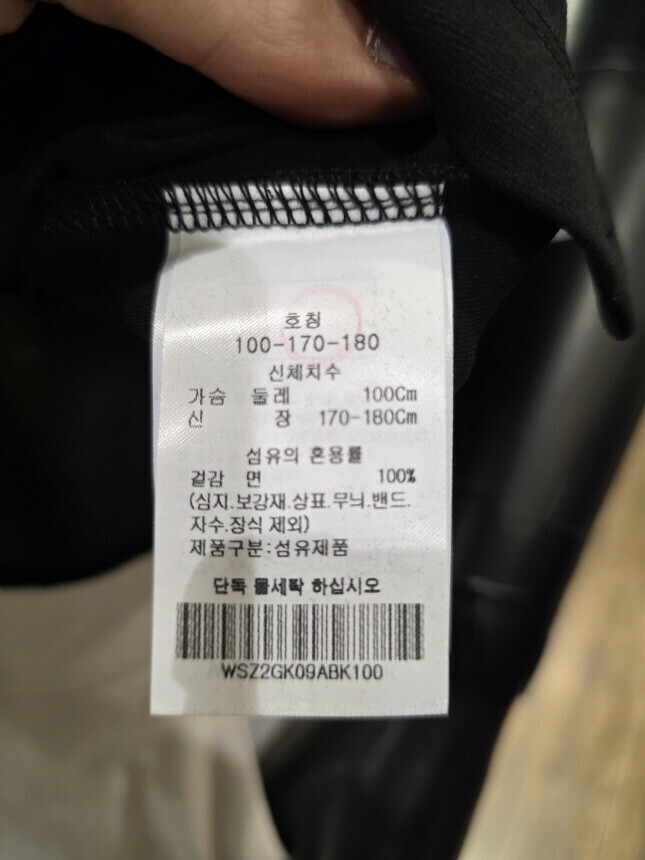 호칭
100-170-180
신체치수
가슴 둘레 100Cm
신 장 170-180Cm
섬유의 혼용률
겉감 면 100%
(심지.보강재.상표.무늬.밴드.
자수.장식 제외)
제품구분:섬유제품
단독 물세탁 하십시오
WSZ2GK09ABK100